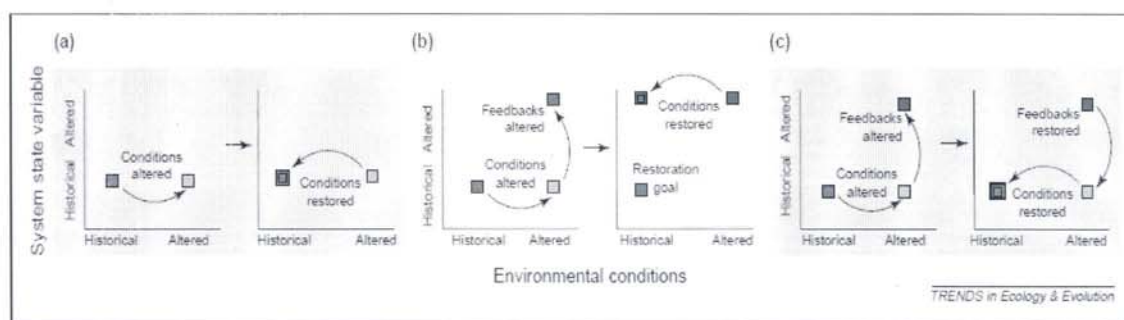 (a)
(b)
(c)
System state variable
Historical Altered
Conditions
altered
Historical Altered
Conditions
restored
Historical Altered
Historical Altered
Feedbacks
altered
Conditions
altered
Historical Altered
Conditions
restored
Restoration
goal
Historical Altered
Historical Altered
Feedbacks
altered
Conditions
altered
Historical Altered
Feedbacks
restored
Conditions
restored
Historical Altered
Environmental conditions
TRENDS in Ecology & Evolution